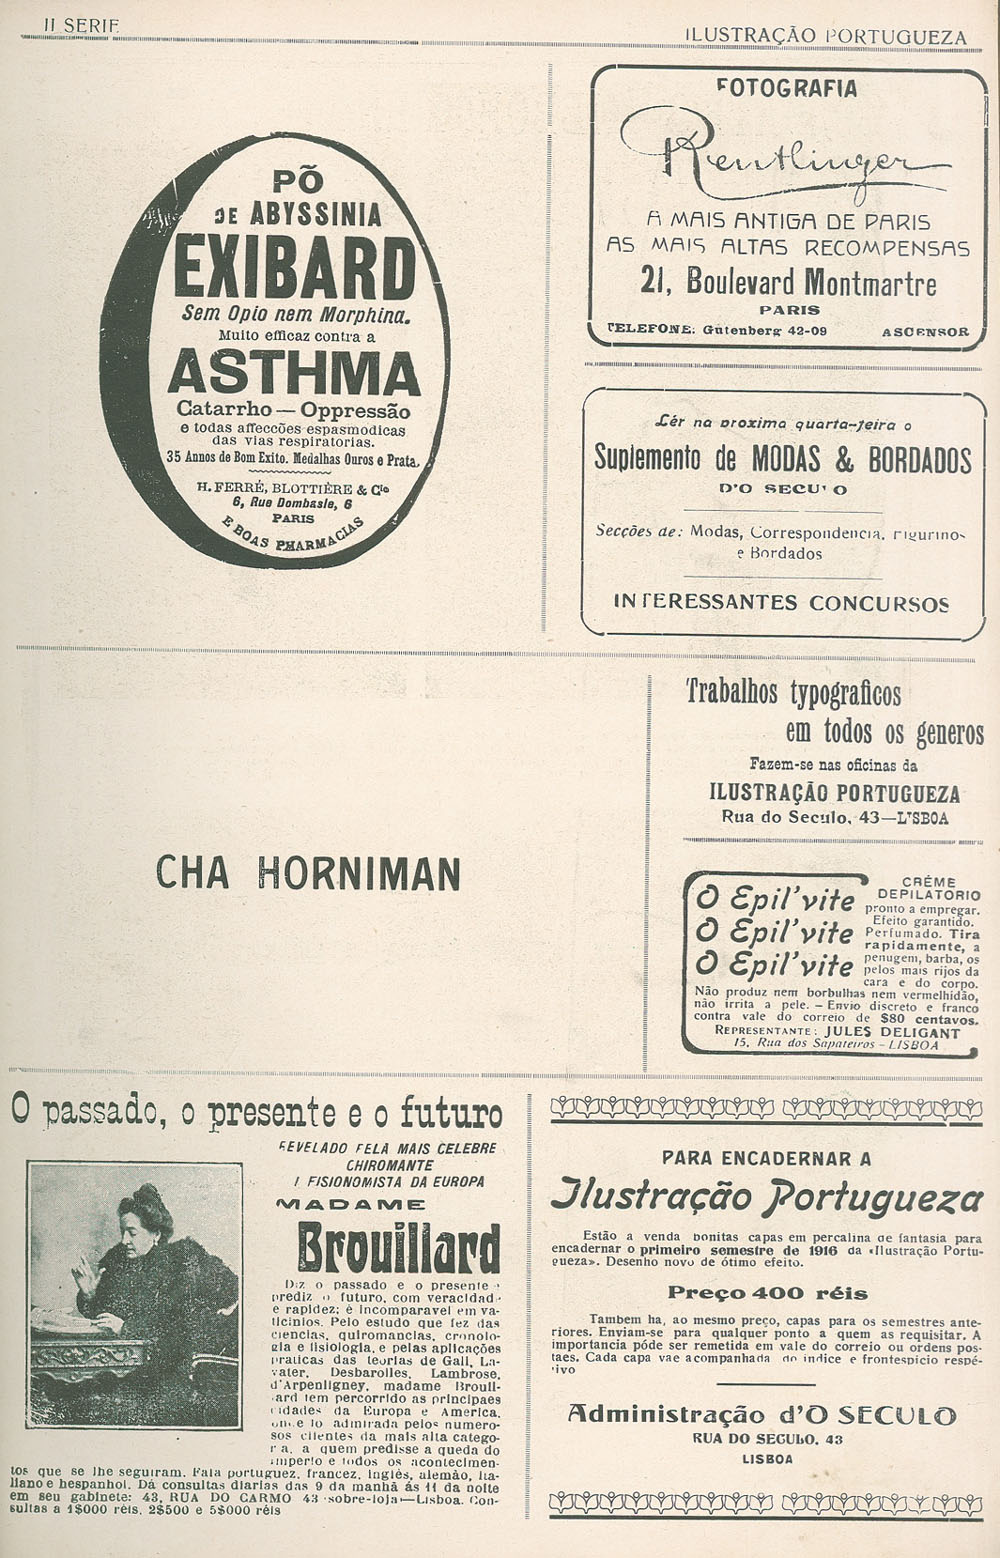 II SERIE
ILUSTRAÇÃO PORTUGUEZA
PÕ
DE ABYSSINIA
EXIBARD
Sem Opio nem Morphina.
Muito efficaz contra a
ASTHMA
Catarrho — Oppressão
e todas affecções espasmodicas
das vias respiratorias.
35 Annos de Bom Exito. Medalhas Ouros e Prata.
H. FERRÉ, BLOTTIÈRE & Cie
6, Rue Dombasle, 6
PARIS
E BOAS PHARMACIAS
FOTOGRAFIA
Reutlinger
A MAIS ANTIGA DE PARIS
AS MAIS ALTAS RECOMPENSAS
21, Boulevard Montmartre
PARIS
TELEFONE: Gutenberg 42-09 ASCENSOR
Lêr na proxima quarta-feira o
Suplemento de MODAS & BORDADOS
D'O SECULO
Secções de: Modas, Correspondencia, Figurinos
e Bordados
INTERESSANTES CONCURSOS
Trabalhos typograficos
em todos os generos
Fazem-se nas oficinas da
ILUSTRAÇÃO PORTUGUEZA
Rua do Seculo, 43—LISBOA
CHA HORNIMAN
O Epil'vite
O Epil'vite
O Epil'vite
CRÉME
DEPILATORIO
pronto a empregar.
Efeito garantido.
Perfumado. Tira
rapidamente, a
penugem, barba, os
pelos mais rijos da
cara e do corpo.
Não produz nem borbulhas nem vermelhidão,
não irrita a pele. — Envio discreto e franco
contra vale do correio de $80 centavos.
REPRESENTANTE: JULES DELIGANT
15, Rua dos Sapateiros - LISBOA
O passado, o presente e o futuro
REVELADO PELA MAIS CELEBRE
CHIROMANTE
E FISIONOMISTA DA EUROPA
MADAME
Brouillard
Diz o passado e o presente e
prediz o futuro, com veracidade
e rapidez; é incomparavel em va-
ticinios. Pelo estudo que fez das
ciencias, quiromancias, cronolo-
gia e fisiologia, e pelas aplicações
praticas das teorias de Gall, La-
vater, Desbarolles, Lambrose,
d'Arpenligney, madame Brouil-
lard tem percorrido as principaes
cidades da Europa e America,
onde foi admirada pelos numero-
sos clientes da mais alta catego-
ria, a quem predisse a queda do
imperio e todos os acontecimen-
tos que se lhe seguiram. Fala portuguez, francez, inglês, alemão, ita-
liano e hespanhol. Dá consultas diarias das 9 da manhã ás 11 da noite
em seu gabinete: 43, RUA DO CARMO 43 sobre-loja—Lisboa. Con-
sultas a 1$000 réis, 2$500 e 5$000 réis
PARA ENCADERNAR A
Ilustração Portugueza
Estão a venda bonitas capas em percalina de fantasia para
encadernar o primeiro semestre de 1916 da «Ilustração Portu-
gueza». Desenho novo de ótimo efeito.
Preço 400 réis
Tambem ha, ao mesmo preço, capas para os semestres ante-
riores. Enviam-se para qualquer ponto a quem as requisitar. A
importancia póde ser remetida em vale do correio ou ordens pos-
taes. Cada capa vae acompanhada do indice e frontespicio respé-
tivo
Administração d'O SECULO
RUA DO SECULO, 43
LISBOA